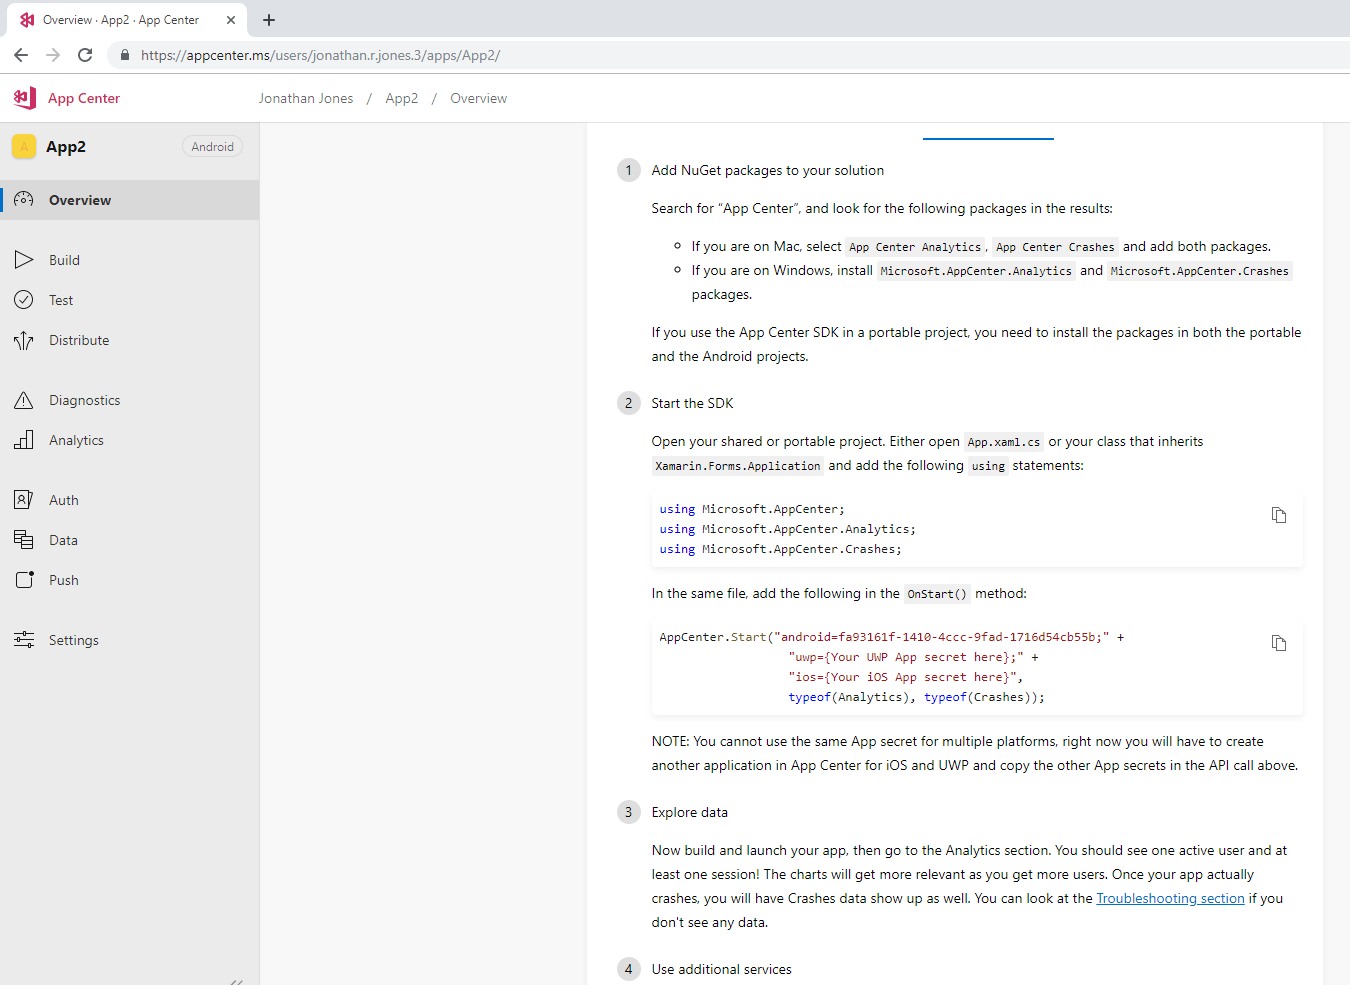 Overview · App2 · App Center
https://appcenter.ms/users/jonathan.r.jones.3/apps/App2/
App Center
Jonathan Jones / App2 / Overview
A App2 Android
Overview
Build
Test
Distribute
Diagnostics
Analytics
Auth
Data
Push
Settings
1 Add NuGet packages to your solution
Search for “App Center”, and look for the following packages in the results:
If you are on Mac, select App Center Analytics, App Center Crashes and add both packages.
If you are on Windows, install Microsoft.AppCenter.Analytics and Microsoft.AppCenter.Crashes
packages.
If you use the App Center SDK in a portable project, you need to install the packages in both the portable
and the Android projects.
2 Start the SDK
Open your shared or portable project. Either open App.xaml.cs or your class that inherits
Xamarin.Forms.Application and add the following using statements:
using Microsoft.AppCenter;
using Microsoft.AppCenter.Analytics;
using Microsoft.AppCenter.Crashes;
In the same file, add the following in the OnStart() method:
AppCenter.Start("android=fa93161f-1410-4ccc-9fad-1716d54cb55b;" +
"uwp={Your UWP App secret here};" +
"ios={Your iOS App secret here}",
typeof(Analytics), typeof(Crashes));
NOTE: You cannot use the same App secret for multiple platforms, right now you will have to create
another application in App Center for iOS and UWP and copy the other App secrets in the API call above.
3 Explore data
Now build and launch your app, then go to the Analytics section. You should see one active user and at
least one session! The charts will get more relevant as you get more users. Once your app actually
crashes, you will have Crashes data show up as well. You can look at the Troubleshooting section if you
don't see any data.
4 Use additional services